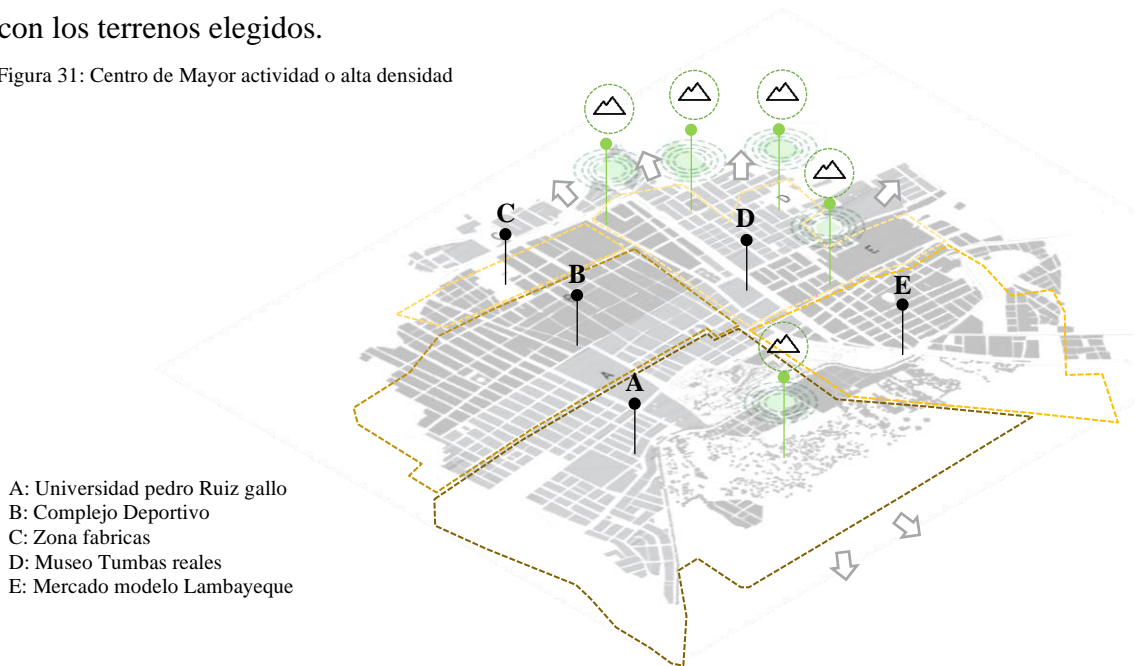 con los terrenos elegidos.
Figura 31: Centro de Mayor actividad o alta densidad
C
D
B
E
A
A: Universidad pedro Ruiz gallo
B: Complejo Deportivo
C: Zona fabricas
D: Museo Tumbas reales
E: Mercado modelo Lambayeque